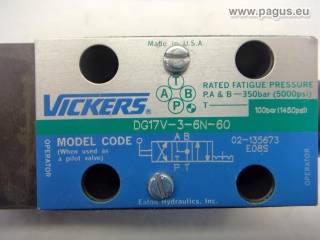 © www.pagus.eu
Made in U.S.A
T
A B
P
RATED FATIGUE PRESSURE
P,A & B—350bar (5000psi)
T 100bar (1450psi)
VICKERS
DG17V-3-6N-60
MODEL CODE
(When used as
a pilot valve)
A B
P T
02-135673
E08S
OPERATOR
OPERATOR
Eaton Hydraulics, Inc.